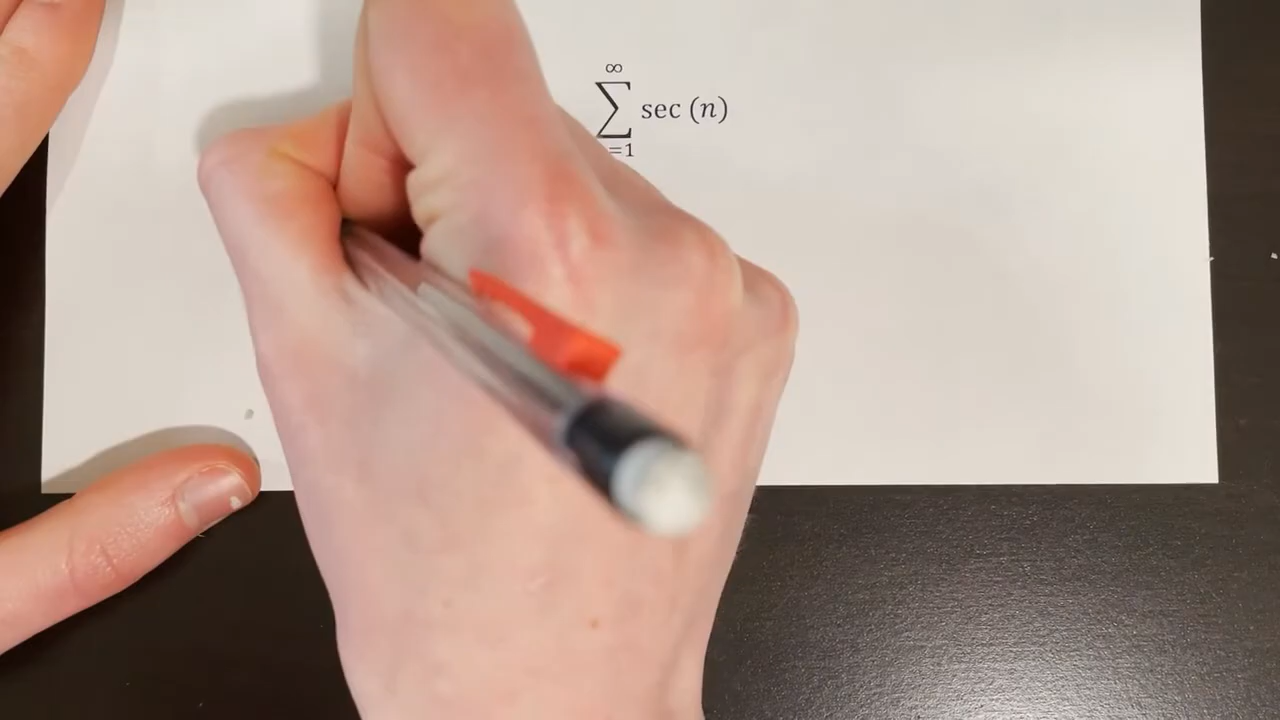 ∞
∑ sec (n)
=1